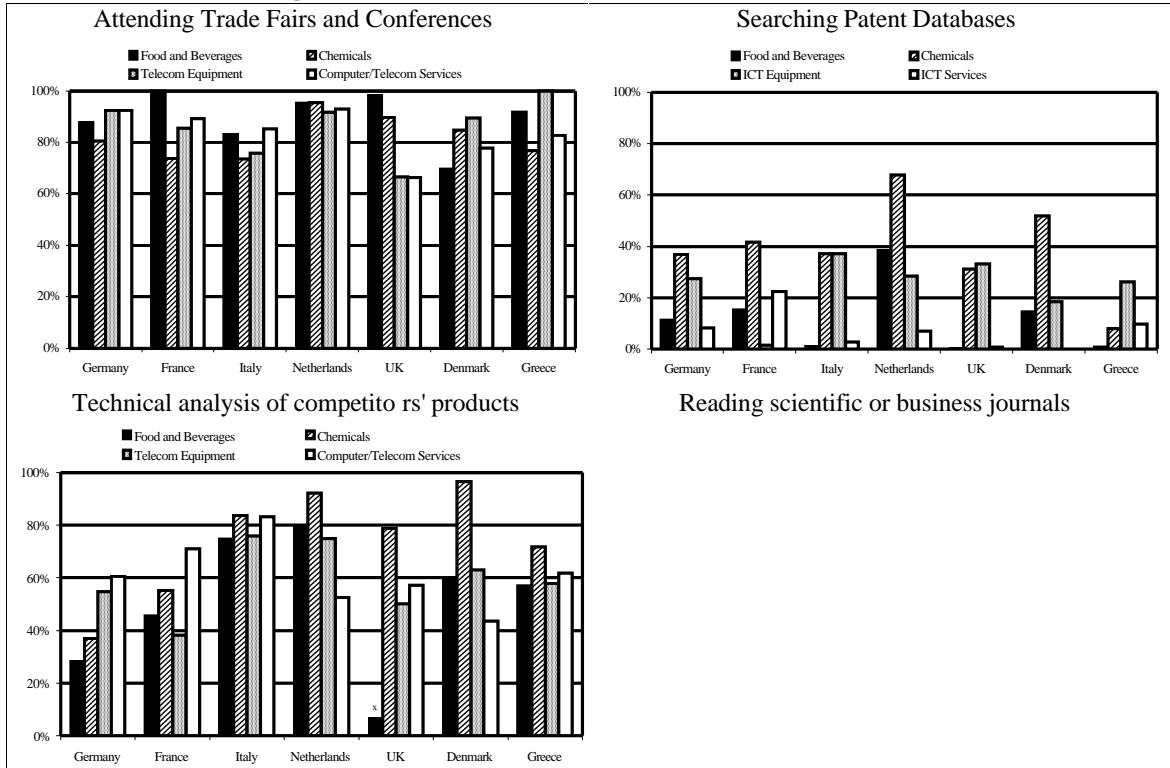 Attending Trade Fairs and Conferences
Food and Beverages Chemicals
Telecom Equipment Computer/Telecom Services
100%
80%
60%
40%
20%
0%
Germany France Italy Netherlands UK Denmark Greece
Searching Patent Databases
Food and Beverages Chemicals
ICT Equipment ICT Services
100%
80%
60%
40%
20%
0%
Germany France Italy Netherlands UK Denmark Greece
Technical analysis of competito rs' products
Food and Beverages Chemicals
Telecom Equipment Computer/Telecom Services
100%
80%
60%
40%
20%
x
0%
Germany France Italy Netherlands UK Denmark Greece
Reading scientific or business journals